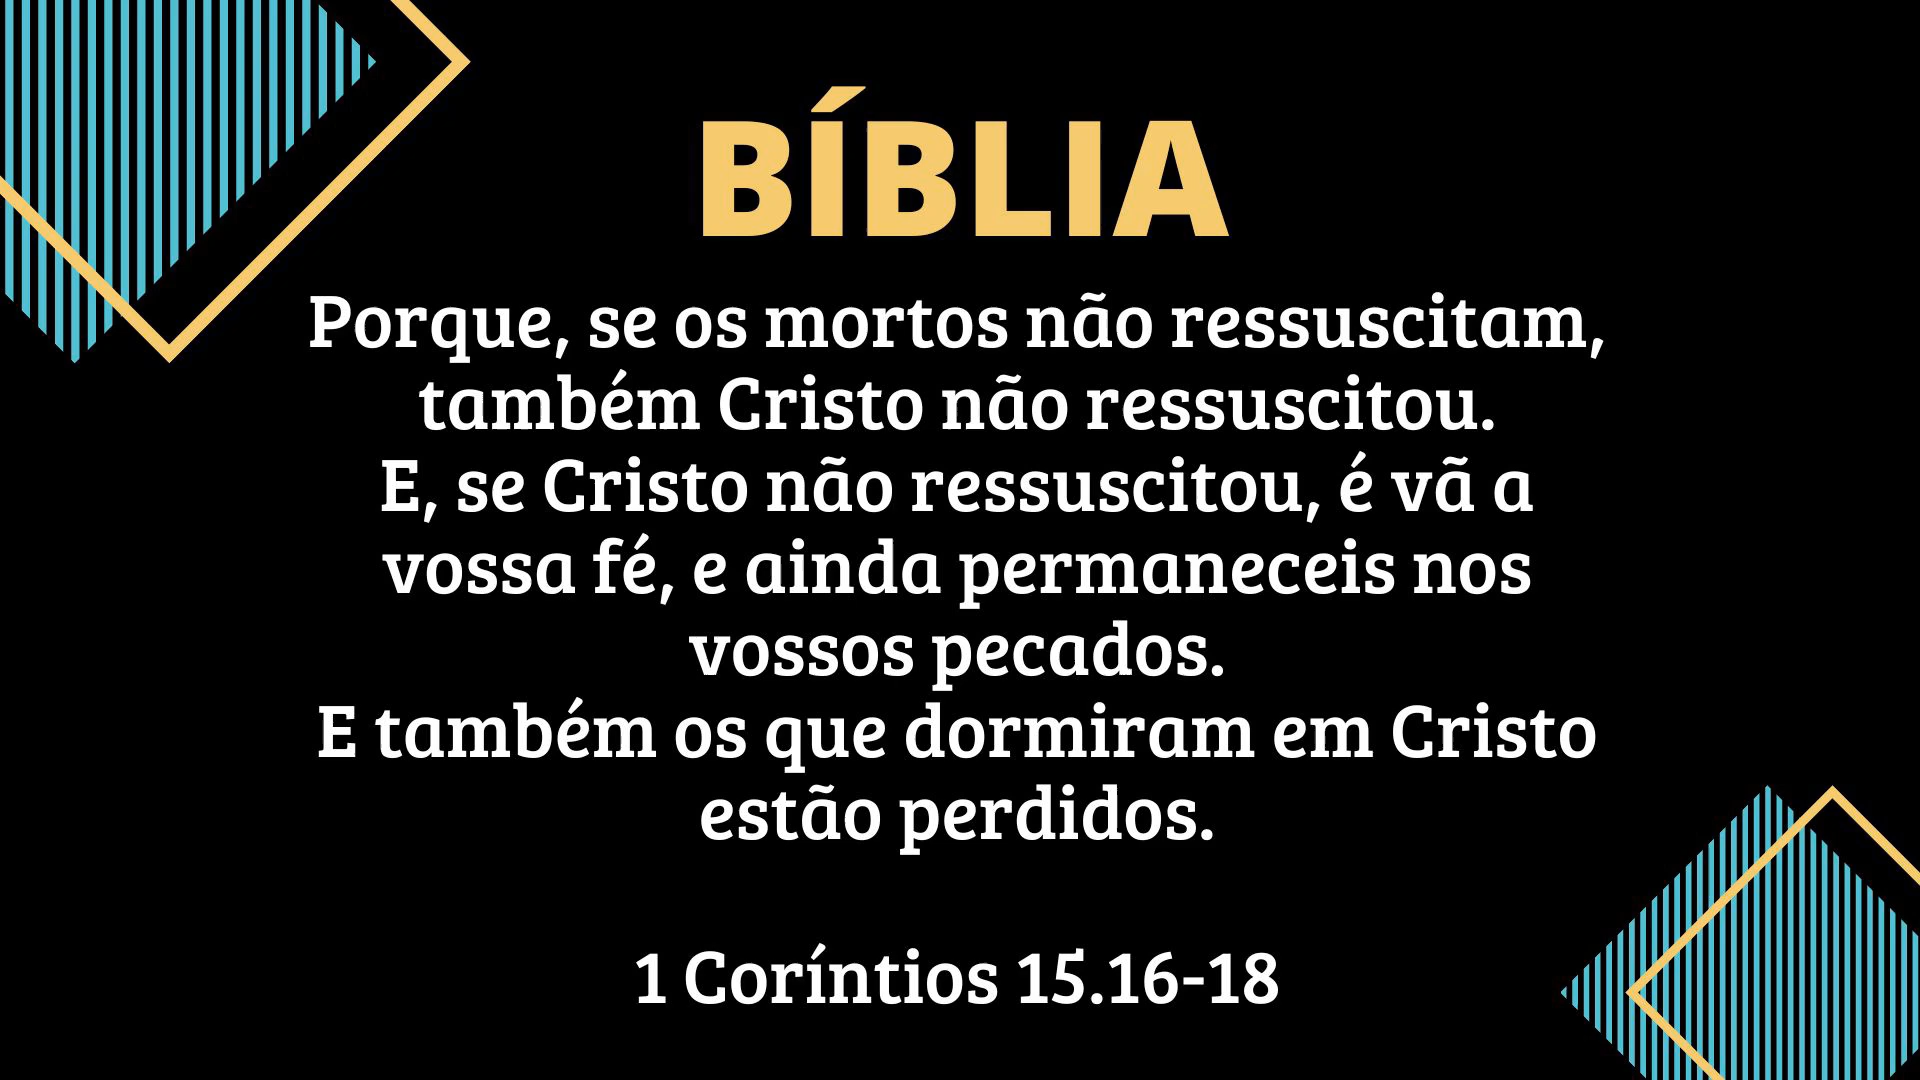 BÍBLIA
Porque, se os mortos não ressuscitam,
também Cristo não ressuscitou.
E, se Cristo não ressuscitou, é vã a
vossa fé, e ainda permaneceis nos
vossos pecados.
E também os que dormiram em Cristo
estão perdidos.
1 Coríntios 15.16-18